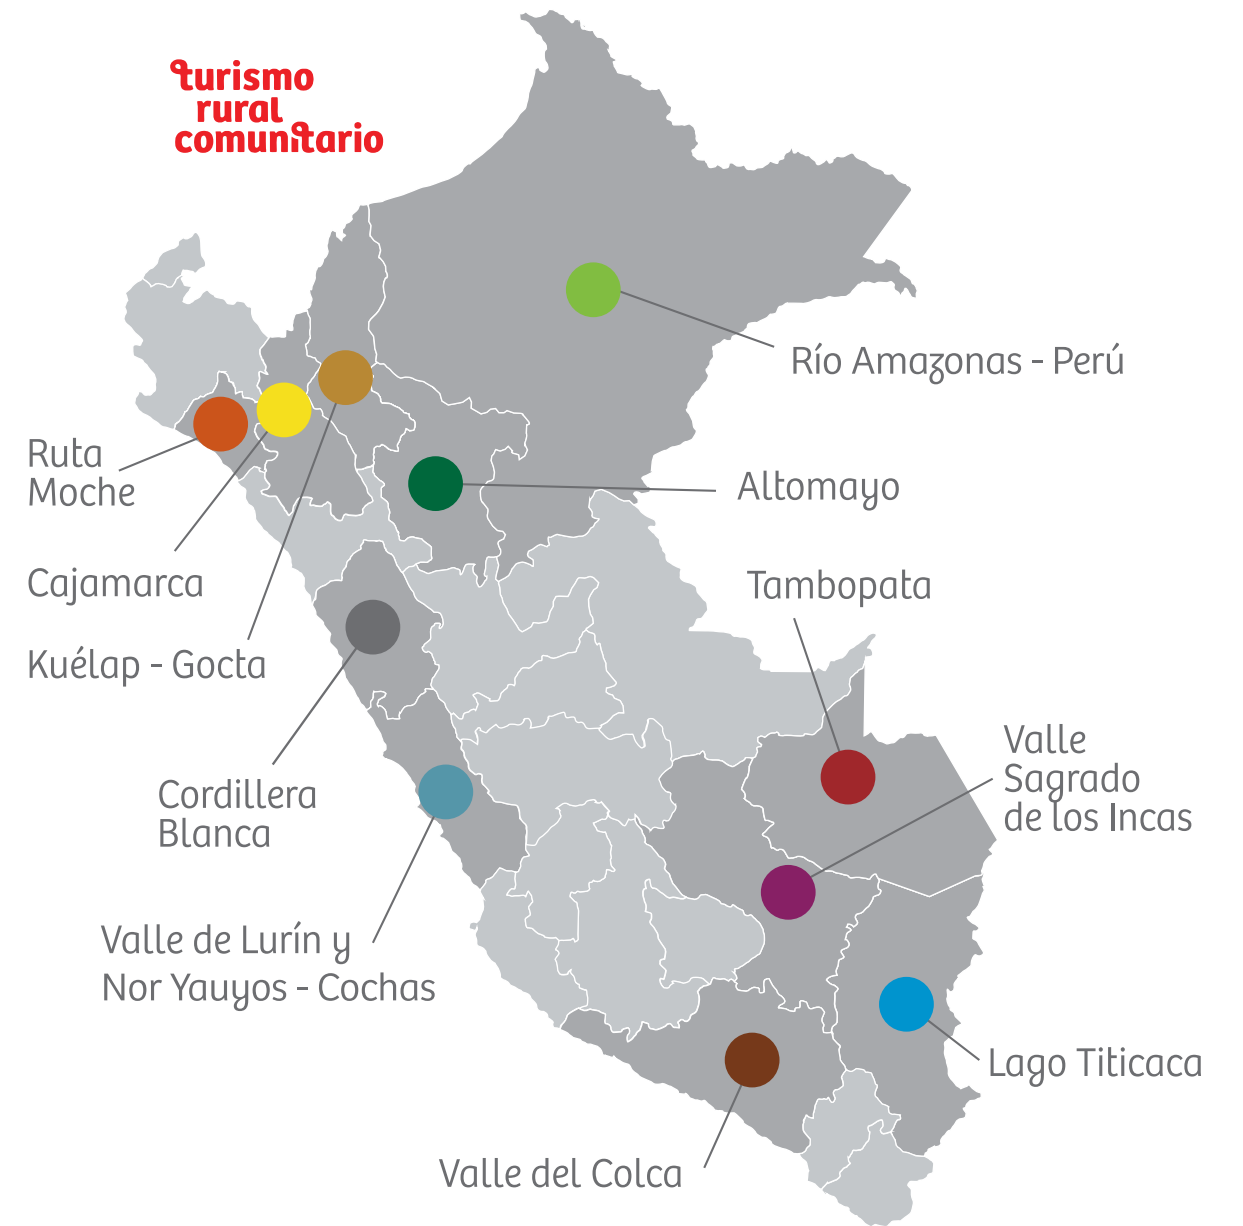 turismo
rural
comunitario
Río Amazonas - Perú
Ruta
Moche
Altomayo
Cajamarca
Tambopata
Kuélap - Gocta
Valle
Sagrado
de los Incas
Cordillera
Blanca
Valle de Lurín y
Nor Yauyos - Cochas
Lago Titicaca
Valle del Colca